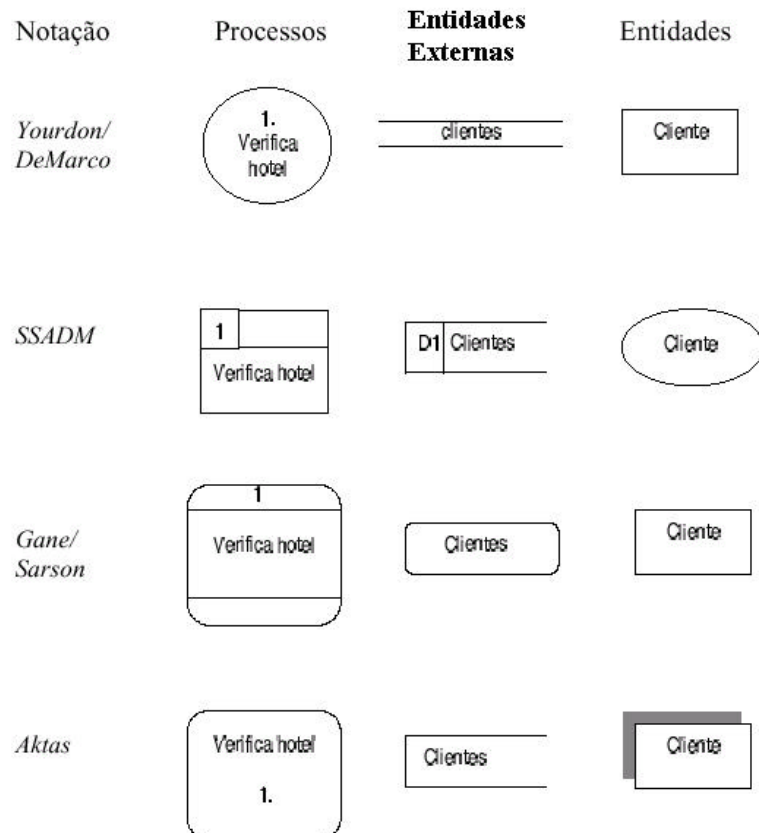 Notação Processos Entidades Externas Entidades
Yourdon/
DeMarco
1.
Verifica
hotel
clientes
Cliente
SSADM
1
Verifica hotel
D1 Clientes
Cliente
Gane/
Sarson
1
Verifica hotel
Clientes
Cliente
Aktas
Verifica hotel
1.
Clientes
Cliente